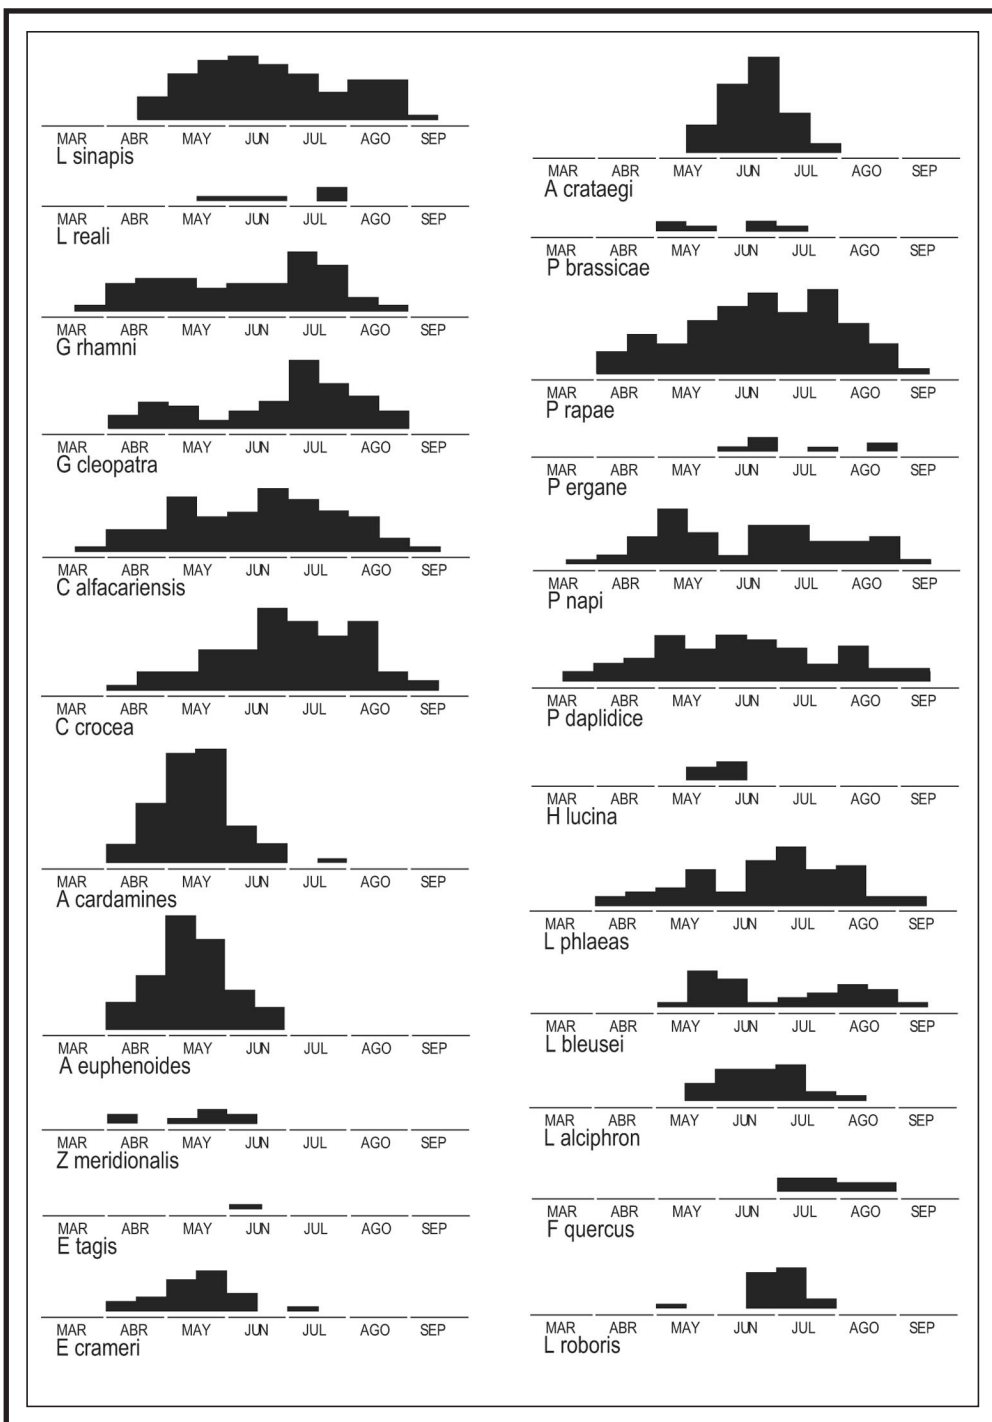 MAR ABR MAY JUN JUL AGO SEP
L sinapis
MAR ABR MAY JUN JUL AGO SEP
L reali
MAR ABR MAY JUN JUL AGO SEP
G rhamni
MAR ABR MAY JUN JUL AGO SEP
G cleopatra
MAR ABR MAY JUN JUL AGO SEP
C alfacariensis
MAR ABR MAY JUN JUL AGO SEP
C crocea
MAR ABR MAY JUN JUL AGO SEP
A cardamines
MAR ABR MAY JUN JUL AGO SEP
A euphenoides
MAR ABR MAY JUN JUL AGO SEP
Z meridionalis
MAR ABR MAY JUN JUL AGO SEP
E tagis
MAR ABR MAY JUN JUL AGO SEP
E crameri
MAR ABR MAY JUN JUL AGO SEP
A crataegi
MAR ABR MAY JUN JUL AGO SEP
P brassicae
MAR ABR MAY JUN JUL AGO SEP
P rapae
MAR ABR MAY JUN JUL AGO SEP
P ergane
MAR ABR MAY JUN JUL AGO SEP
P napi
MAR ABR MAY JUN JUL AGO SEP
P daplidice
MAR ABR MAY JUN JUL AGO SEP
H lucina
MAR ABR MAY JUN JUL AGO SEP
L phlaeas
MAR ABR MAY JUN JUL AGO SEP
L bleusei
MAR ABR MAY JUN JUL AGO SEP
L alciphron
MAR ABR MAY JUN JUL AGO SEP
F quercus
MAR ABR MAY JUN JUL AGO SEP
L roboris